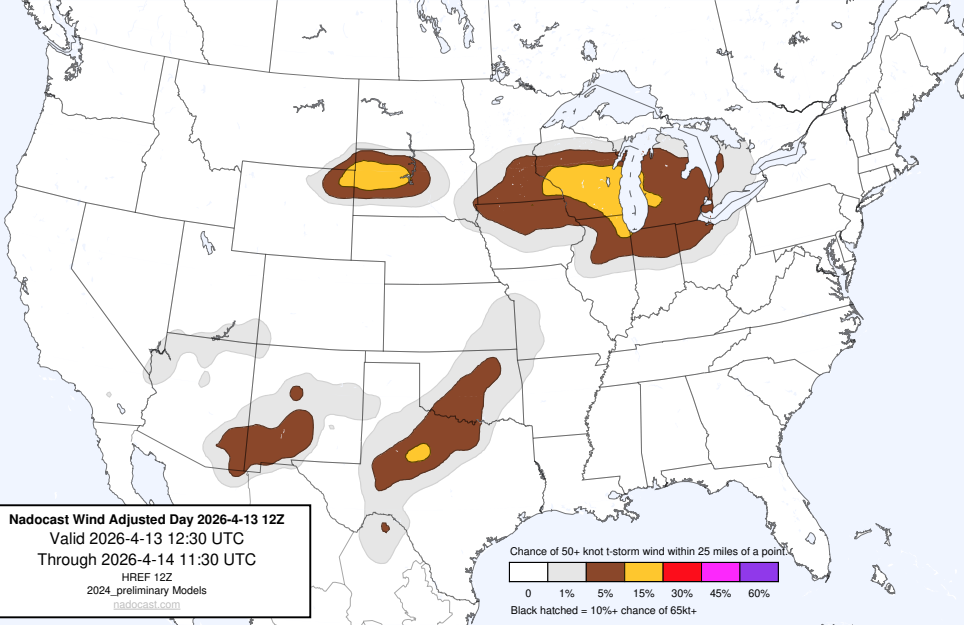 Nadocast Wind Adjusted Day 2026-4-13 12Z
Valid 2026-4-13 12:30 UTC
Through 2026-4-14 11:30 UTC
HREF 12Z
2024_preliminary Models
nadocast.com
Chance of 50+ knot t-storm wind within 25 miles of a point.
0 1% 5% 15% 30% 45% 60%
Black hatched = 10%+ chance of 65kt+